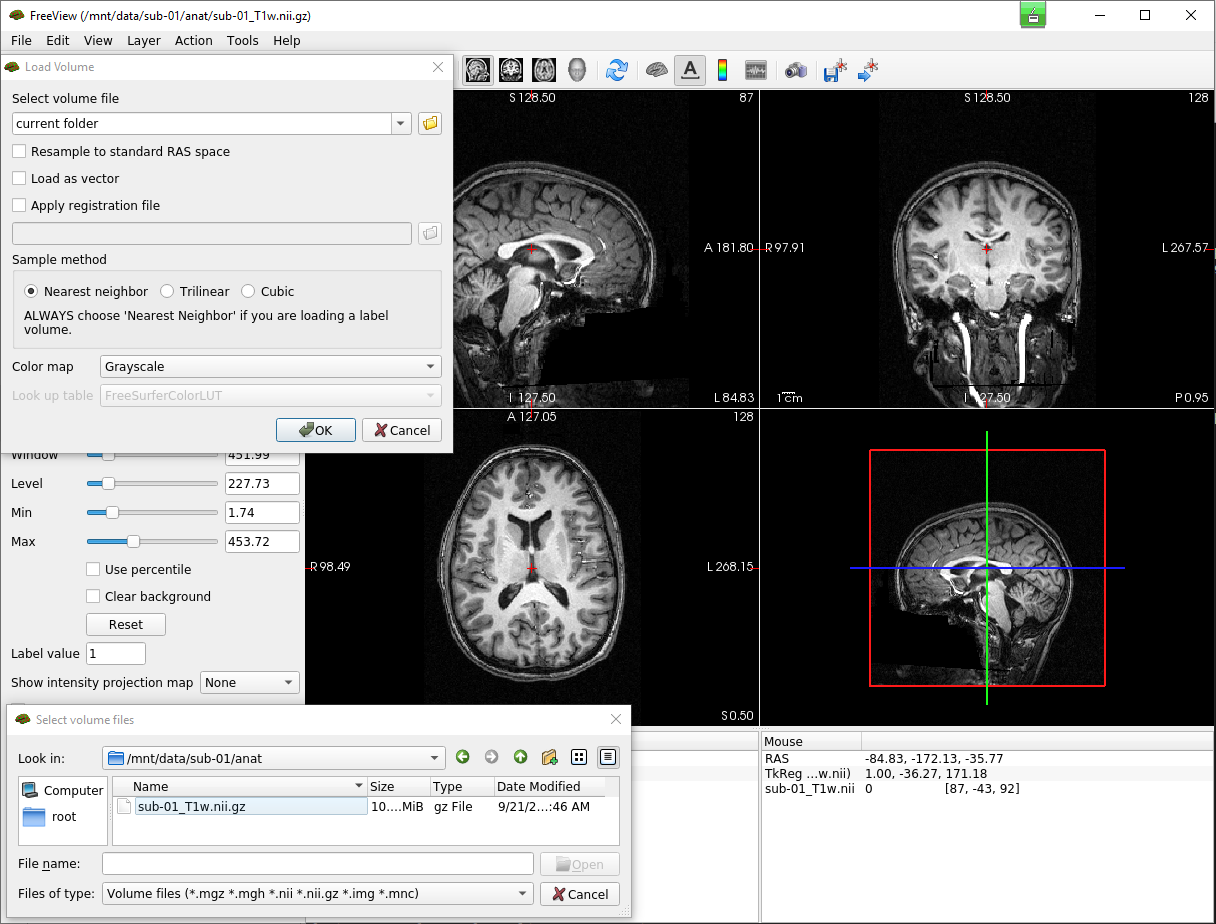 FreeView (/mnt/data/sub-01/anat/sub-01_T1w.nii.gz)
File Edit View Layer Action Tools Help
Load Volume
Select volume file
current folder
Resample to standard RAS space
Load as vector
Apply registration file
Sample method
Nearest neighbor Trilinear Cubic
ALWAYS choose 'Nearest Neighbor' if you are loading a label
volume.
Color map Grayscale
Look up table FreeSurferColorLUT
OK Cancel
A
S 128.50 87
A 181.80
I 127.50 L 84.83
S 128.50 128
R 97.91 L 267.57
1 cm I 127.50 P 0.95
Window 451.99
Level 227.73
Min 1.74
Max 453.72
Use percentile
Clear background
Reset
Label value 1
Show intensity projection map None
A 127.05 128
R 98.49 L 268.15
S 0.50
Select volume files
Look in: /mnt/data/sub-01/anat
Computer
root
Name Size Type Date Modified
sub-01_T1w.nii.gz 10....MiB gz File 9/21/2...:46 AM
File name: Open
Files of type: Volume files (*.mgz *.mgh *.nii *.nii.gz *.img *.mnc) Cancel
Mouse
RAS -84.83, -172.13, -35.77
TkReg ...w.nii) 1.00, -36.27, 171.18
sub-01_T1w.nii 0 [87, -43, 92]